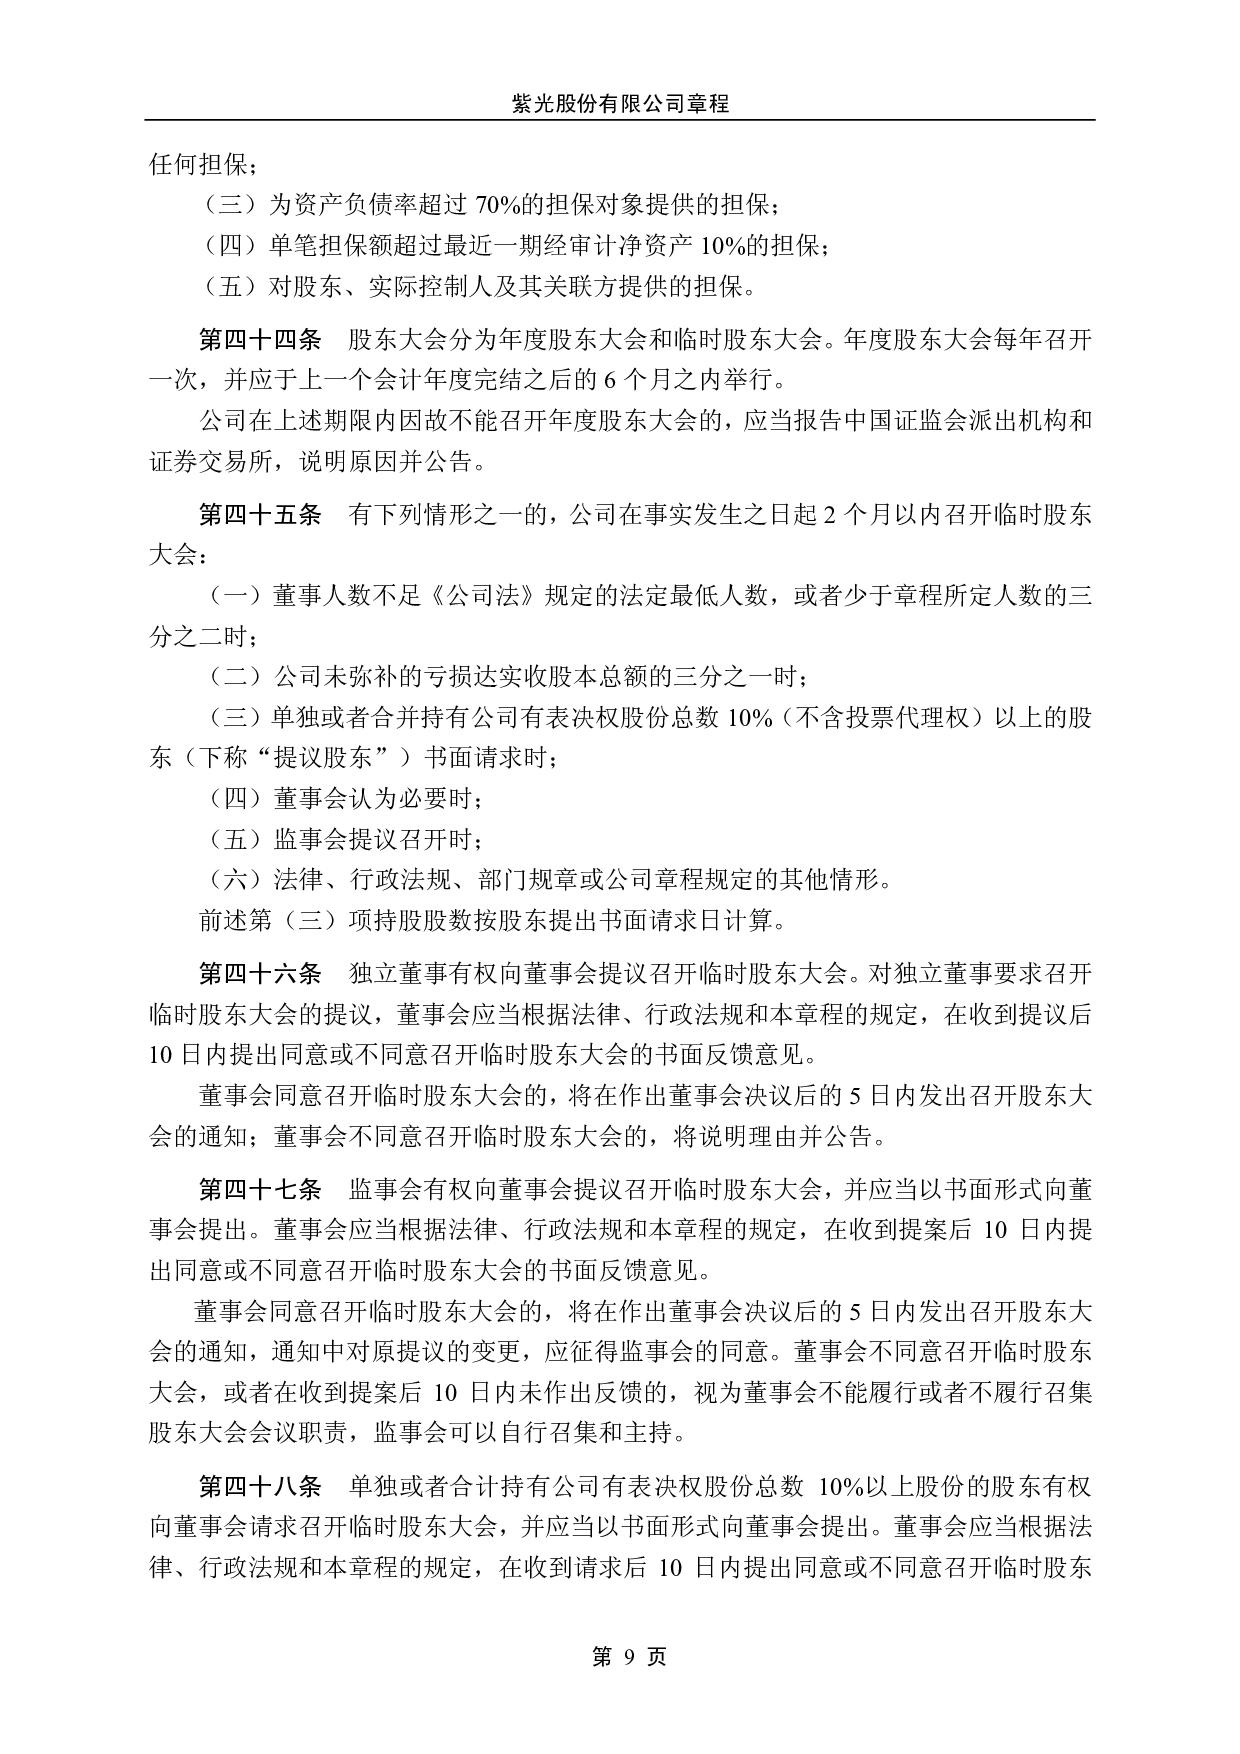 紫光股份有限公司章程
任何担保；
（三）为资产负债率超过 70%的担保对象提供的担保；
（四）单笔担保额超过最近一期经审计净资产 10%的担保；
（五）对股东、实际控制人及其关联方提供的担保。
第四十四条　股东大会分为年度股东大会和临时股东大会。年度股东大会每年召开
一次，并应于上一个会计年度完结之后的 6 个月之内举行。
公司在上述期限内因故不能召开年度股东大会的，应当报告中国证监会派出机构和
证券交易所，说明原因并公告。
第四十五条　有下列情形之一的，公司在事实发生之日起 2 个月以内召开临时股东
大会：
（一）董事人数不足《公司法》规定的法定最低人数，或者少于章程所定人数的三
分之二时；
（二）公司未弥补的亏损达实收股本总额的三分之一时；
（三）单独或者合并持有公司有表决权股份总数 10%（不含投票代理权）以上的股
东（下称“提议股东”）书面请求时；
（四）董事会认为必要时；
（五）监事会提议召开时；
（六）法律、行政法规、部门规章或公司章程规定的其他情形。
前述第（三）项持股股数按股东提出书面请求日计算。
第四十六条　独立董事有权向董事会提议召开临时股东大会。对独立董事要求召开
临时股东大会的提议，董事会应当根据法律、行政法规和本章程的规定，在收到提议后
10 日内提出同意或不同意召开临时股东大会的书面反馈意见。
董事会同意召开临时股东大会的，将在作出董事会决议后的 5 日内发出召开股东大
会的通知；董事会不同意召开临时股东大会的，将说明理由并公告。
第四十七条　监事会有权向董事会提议召开临时股东大会，并应当以书面形式向董
事会提出。董事会应当根据法律、行政法规和本章程的规定，在收到提案后 10 日内提
出同意或不同意召开临时股东大会的书面反馈意见。
董事会同意召开临时股东大会的，将在作出董事会决议后的 5 日内发出召开股东大
会的通知，通知中对原提议的变更，应征得监事会的同意。董事会不同意召开临时股东
大会，或者在收到提案后 10 日内未作出反馈的，视为董事会不能履行或者不履行召集
股东大会会议职责，监事会可以自行召集和主持。
第四十八条　单独或者合计持有公司有表决权股份总数 10%以上股份的股东有权
向董事会请求召开临时股东大会，并应当以书面形式向董事会提出。董事会应当根据法
律、行政法规和本章程的规定，在收到请求后 10 日内提出同意或不同意召开临时股东
第 9 页